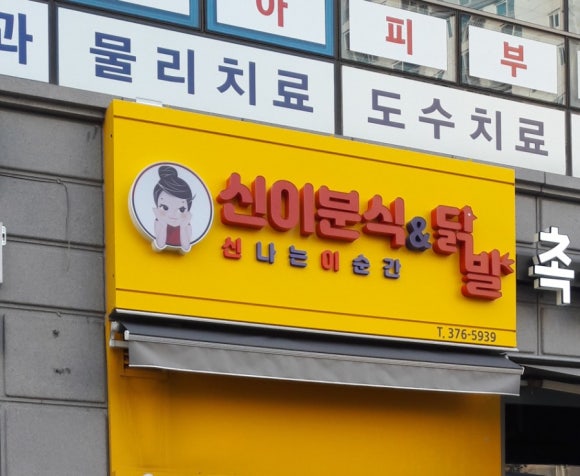 아 피 부
과 물리치료 도수치료
신이분식&닭발
신나는이순간
T. 376-5939
촉